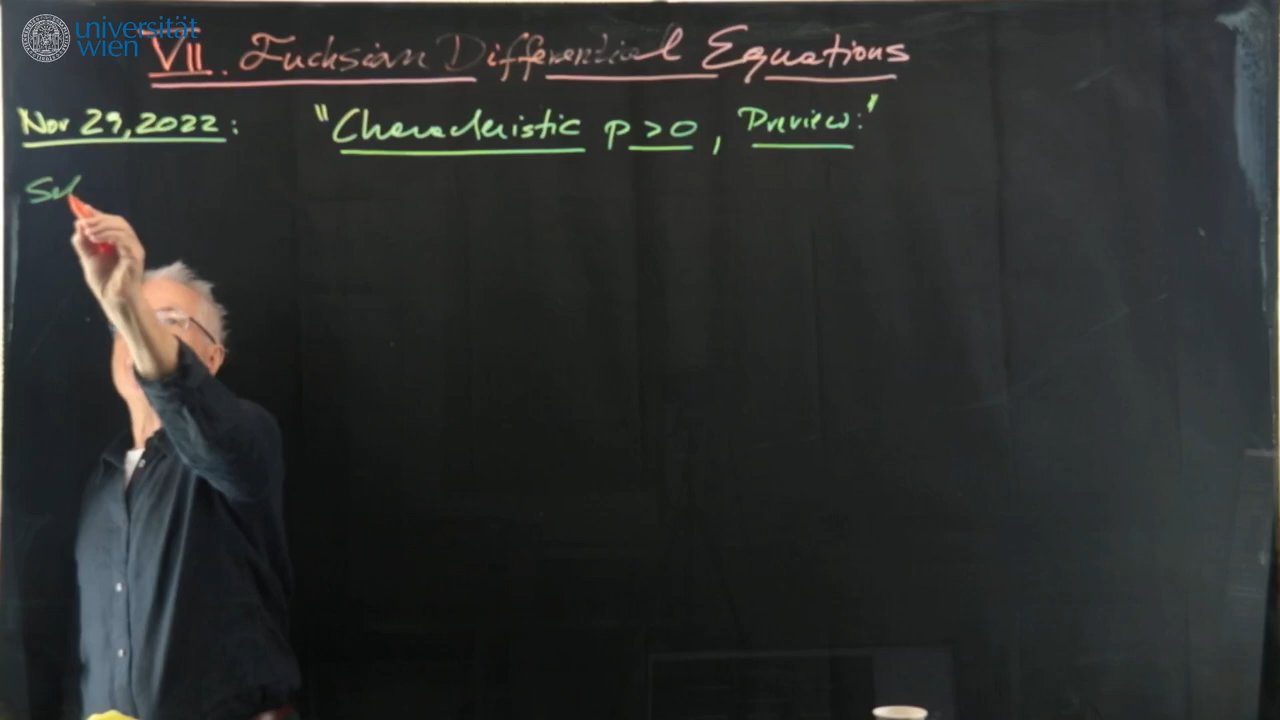 universität
wien
VII. Fuchsian Differential Equations
Nov 29, 2022: "Characteristic p > 0, Preview:"